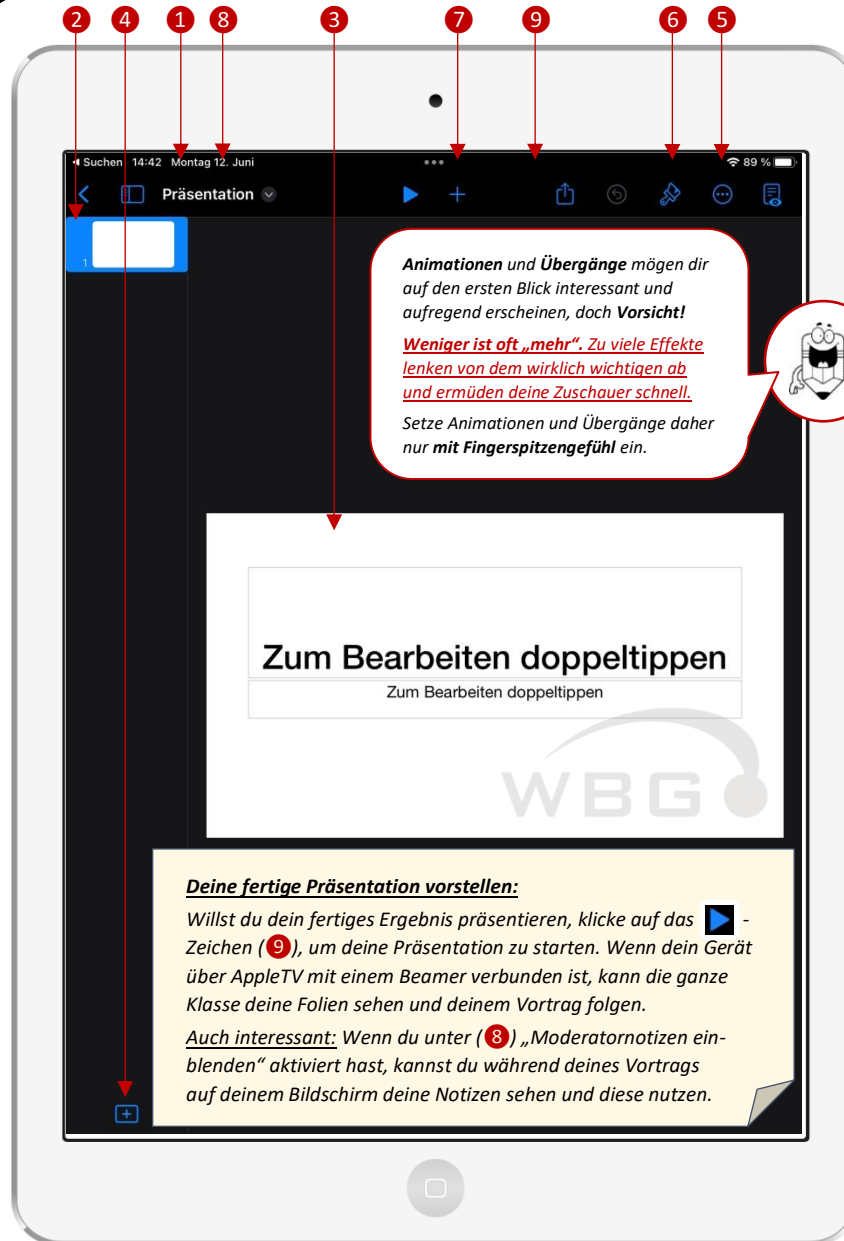 2 4 1 8 3 7 9 6 5
Suchen 14:42 Montag 12. Juni 89 %
Präsentation
1
Animationen und Übergänge mögen dir
auf den ersten Blick interessant und
aufregend erscheinen, doch Vorsicht!
Weniger ist oft „mehr“. Zu viele Effekte
lenken von dem wirklich wichtigen ab
und ermüden deine Zuschauer schnell.
Setze Animationen und Übergänge daher
nur mit Fingerspitzengefühl ein.
Zum Bearbeiten doppeltippen
Zum Bearbeiten doppeltippen
WBG
Deine fertige Präsentation vorstellen:
Willst du dein fertiges Ergebnis präsentieren, klicke auf das -
Zeichen (9), um deine Präsentation zu starten. Wenn dein Gerät
über AppleTV mit einem Beamer verbunden ist, kann die ganze
Klasse deine Folien sehen und deinem Vortrag folgen.
Auch interessant: Wenn du unter (8) „Moderatornotizen ein-
blenden“ aktiviert hast, kannst du während deines Vortrags
auf deinem Bildschirm deine Notizen sehen und diese nutzen.